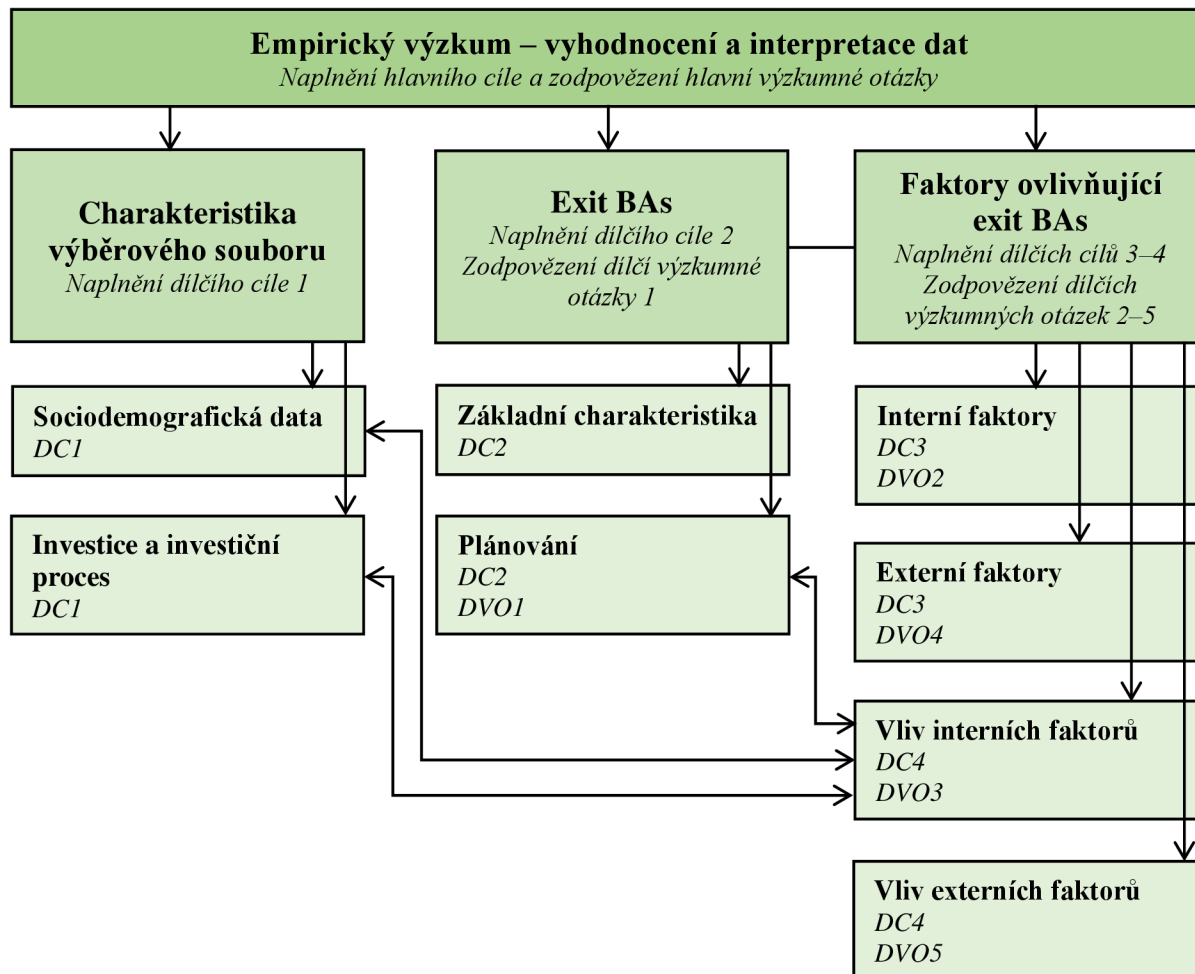 Empirický výzkum – vyhodnocení a interpretace dat
Naplnění hlavního cíle a zodpovězení hlavní výzkumné otázky
Charakteristika
výběrového souboru
Naplnění dílčího cíle 1
Exit BAs
Naplnění dílčího cíle 2
Zodpovězení dílčí výzkumné
otázky 1
Faktory ovlivňující
exit BAs
Naplnění dílčích cílů 3–4
Zodpovězení dílčích
výzkumných otázek 2–5
Sociodemografická data
DC1
Základní charakteristika
DC2
Interní faktory
DC3
DVO2
Investice a investiční
proces
DC1
Plánování
DC2
DVO1
Externí faktory
DC3
DVO4
Vliv interních faktorů
DC4
DVO3
Vliv externích faktorů
DC4
DVO5